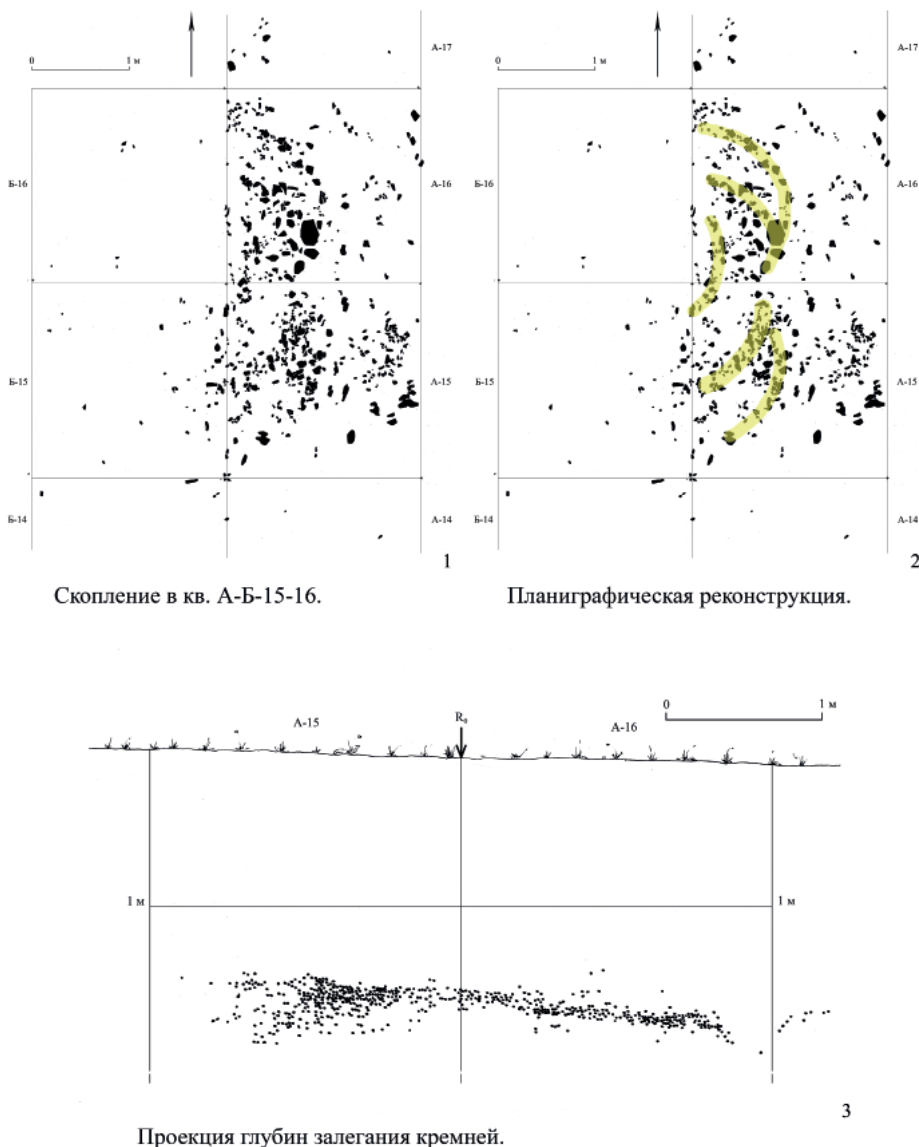 А-17
А-17
0 1 м
0 1 м
Б-16
А-16
Б-16
А-16
Б-15
А-15
Б-15
А-15
Б-14
А-14
Б-14
А-14
1
2
Скопление в кв. А-Б-15-16.
Планиграфическая реконструкция.
0 1 м
А-15
R₀
А-16
1 м
1 м
3
Проекция глубин залегания кремней.